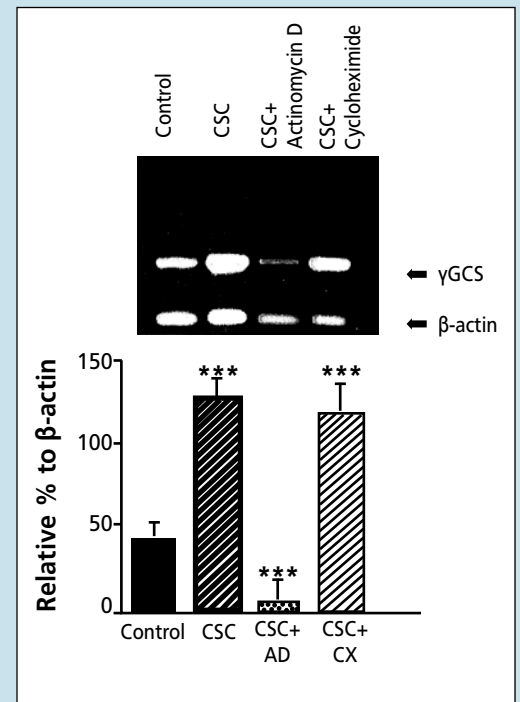 Control
CSC
CSC+
Actinomycin D
CSC+
Cycloheximide
γGCS
β-actin
Relative % to β-actin
150
100
50
0
***
***
***
Control
CSC
CSC+
AD
CSC+
CX